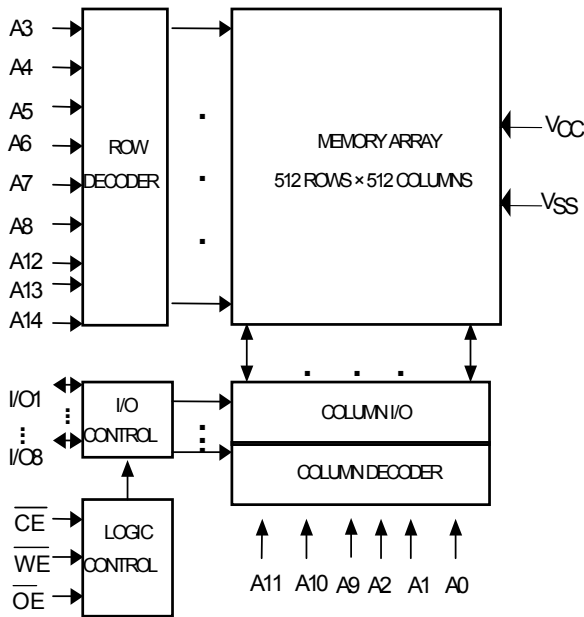 A3
A4
A5
A6
A7
A8
A12
A13
A14
ROW
DECODER
MEMORY ARRAY
512 ROWS × 512 COLUMNS
VCC
VSS
I/O1
I/O8
I/O
CONTROL
COLUMN I/O
COLUMN DECODER
CE
WE
OE
LOGIC
CONTROL
A11 A10 A9 A2 A1 A0